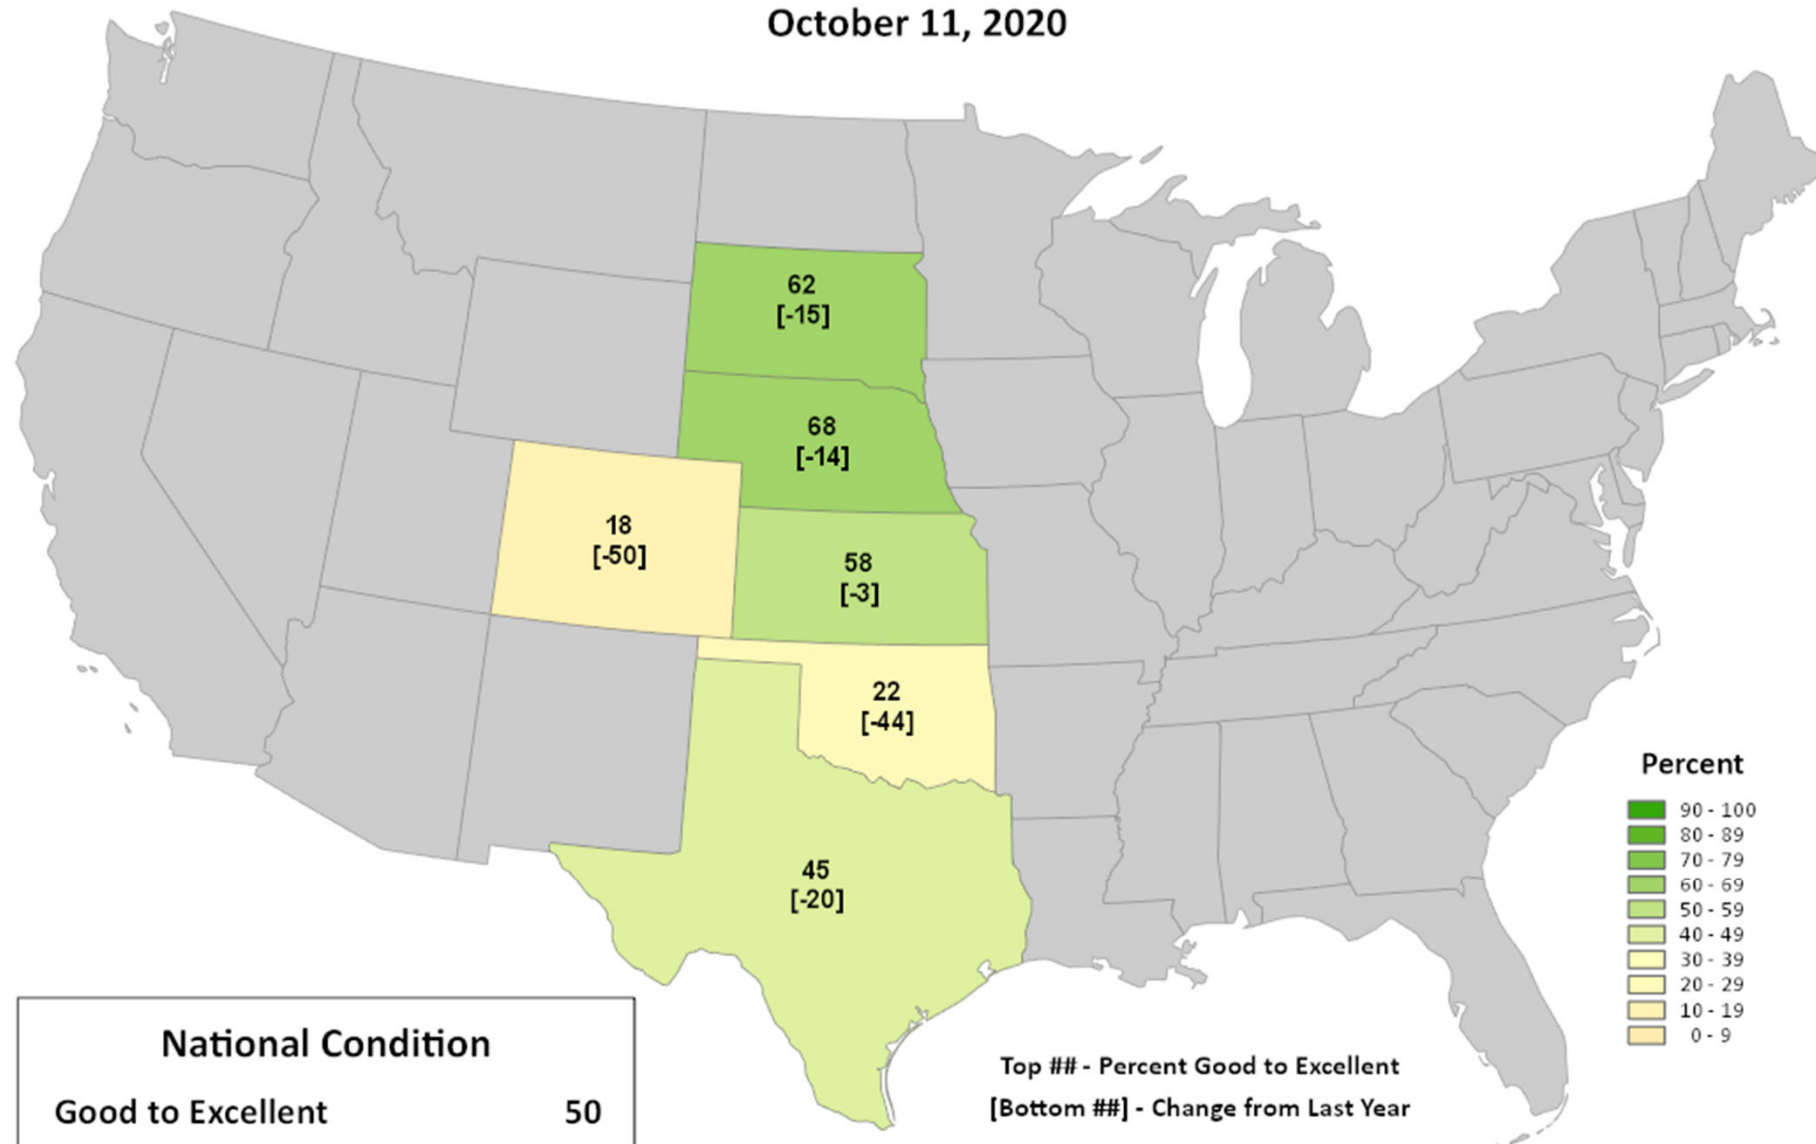 October 11, 2020
62
[-15]
68
[-14]
18
[-50]
58
[-3]
22
[-44]
45
[-20]
Percent
90 - 100
80 - 89
70 - 79
60 - 69
50 - 59
40 - 49
30 - 39
20 - 29
10 - 19
0 - 9
National Condition
Good to Excellent 50
Top ## - Percent Good to Excellent
[Bottom ##] - Change from Last Year